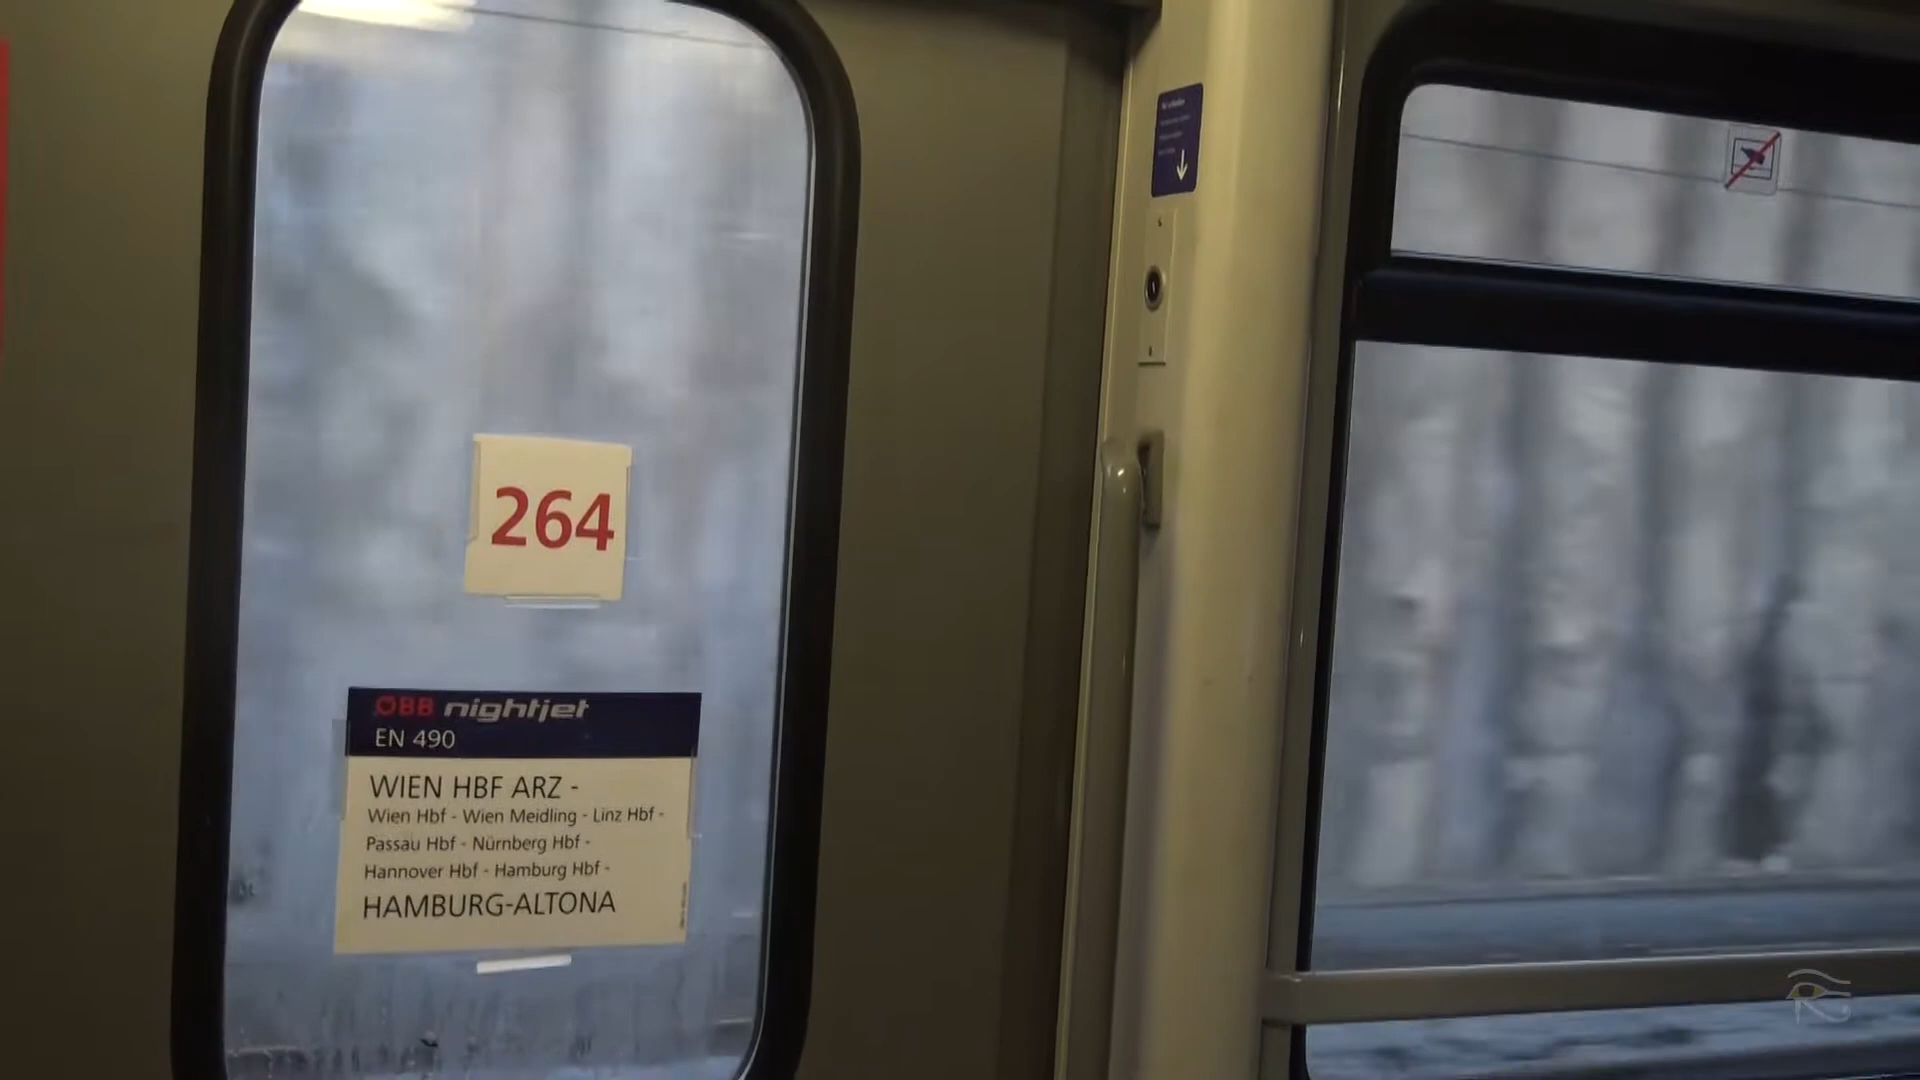 264
ÖBB nightjet
EN 490
WIEN HBF ARZ -
Wien Hbf - Wien Meidling - Linz Hbf -
Passau Hbf - Nürnberg Hbf -
Hannover Hbf - Hamburg Hbf -
HAMBURG-ALTONA